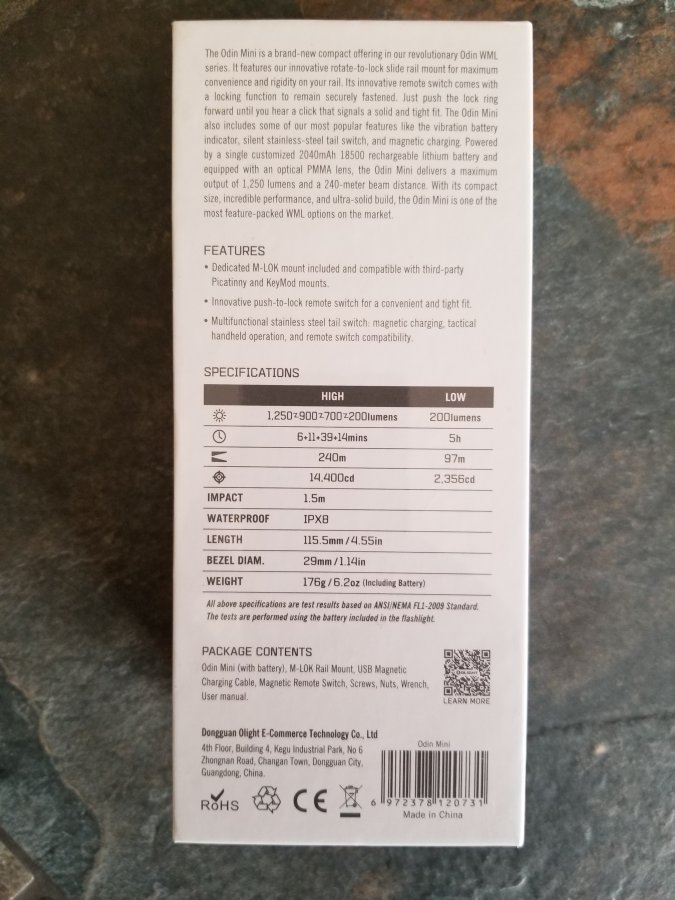 The Odin Mini is a brand-new compact offering in our revolutionary Odin WML
series. It features our innovative rotate-to-lock slide rail mount for maximum
convenience and rigidity on your rail. Its innovative remote switch comes with
a locking function to remain securely fastened. Just push the lock ring
forward until you hear a click that signals a solid and tight fit. The Odin Mini
also includes some of our most popular features like the vibration battery
indicator, silent stainless-steel tail switch, and magnetic charging. Powered
by a single customized 2040mAh 18500 rechargeable lithium battery and
equipped with an optical PMMA lens, the Odin Mini delivers a maximum
output of 1,250 lumens and a 240-meter beam distance. With its compact
size, incredible performance, and ultra-solid build, the Odin Mini is one of the
most feature-packed WML options on the market.
FEATURES
• Dedicated M-LOK mount included and compatible with third-party
Picatinny and KeyMod mounts.
• Innovative push-to-lock remote switch for a convenient and tight fit.
• Multifunctional stainless steel tail switch: magnetic charging, tactical
handheld operation, and remote switch compatibility.
SPECIFICATIONS
HIGH LOW
1,250~900~700~200lumens 200lumens
6+11+39+14mins 5h
240m 97m
14,400cd 2,356cd
IMPACT 1.5m
WATERPROOF IPX8
LENGTH 115.5mm/4.55in
BEZEL DIAM. 29mm/1.14in
WEIGHT 176g/6.2oz (Including Battery)
All above specifications are test results based on ANSI/NEMA FL1-2009 Standard.
The tests are performed using the battery included in the flashlight.
PACKAGE CONTENTS
Odin Mini (with battery), M-LOK Rail Mount, USB Magnetic
Charging Cable, Magnetic Remote Switch, Screws, Nuts, Wrench,
User manual.
LEARN MORE
Dongguan Olight E-Commerce Technology Co., Ltd
4th Floor, Building 4, Kegu Industrial Park, No 6
Zhongnan Road, Changan Town, Dongguan City,
Guangdong, China.
Odin Mini
6 972378 120731
Made in China
RoHS CE